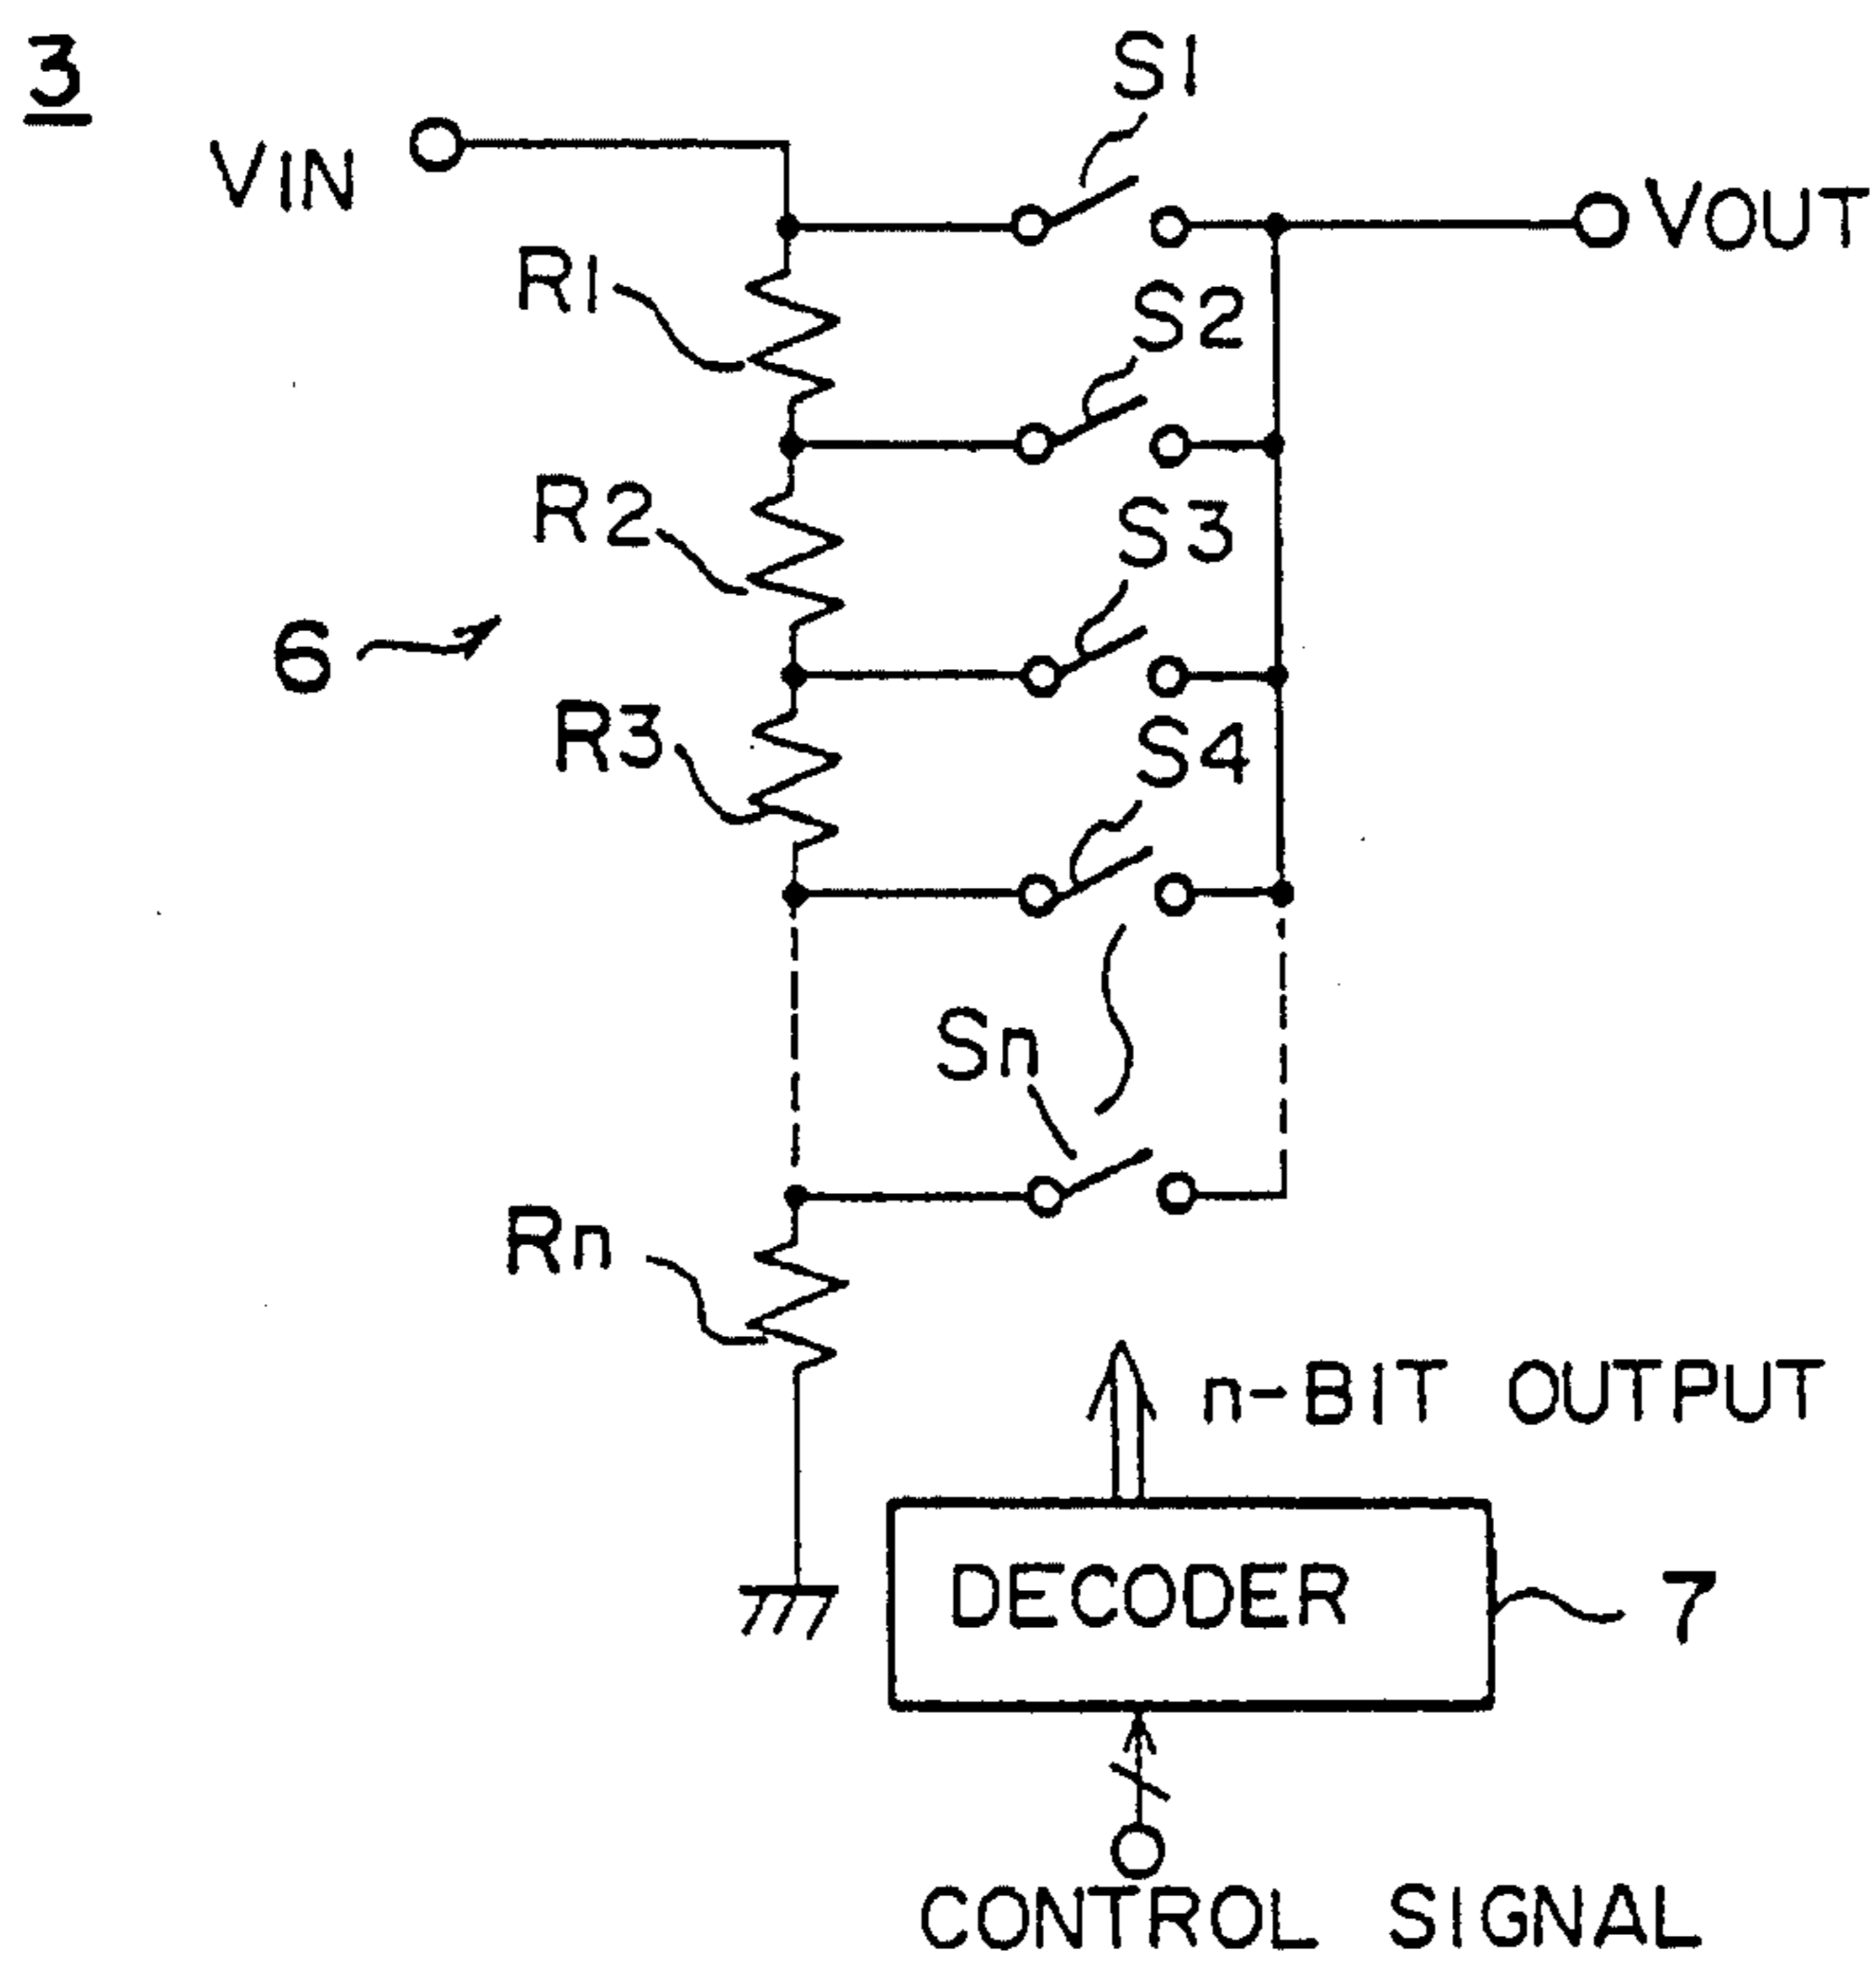 3
VIN
S1
VOUT
R1
S2
R2
S3
6
R3
S4
Sn
Rn
n-BIT OUTPUT
DECODER
7
CONTROL SIGNAL